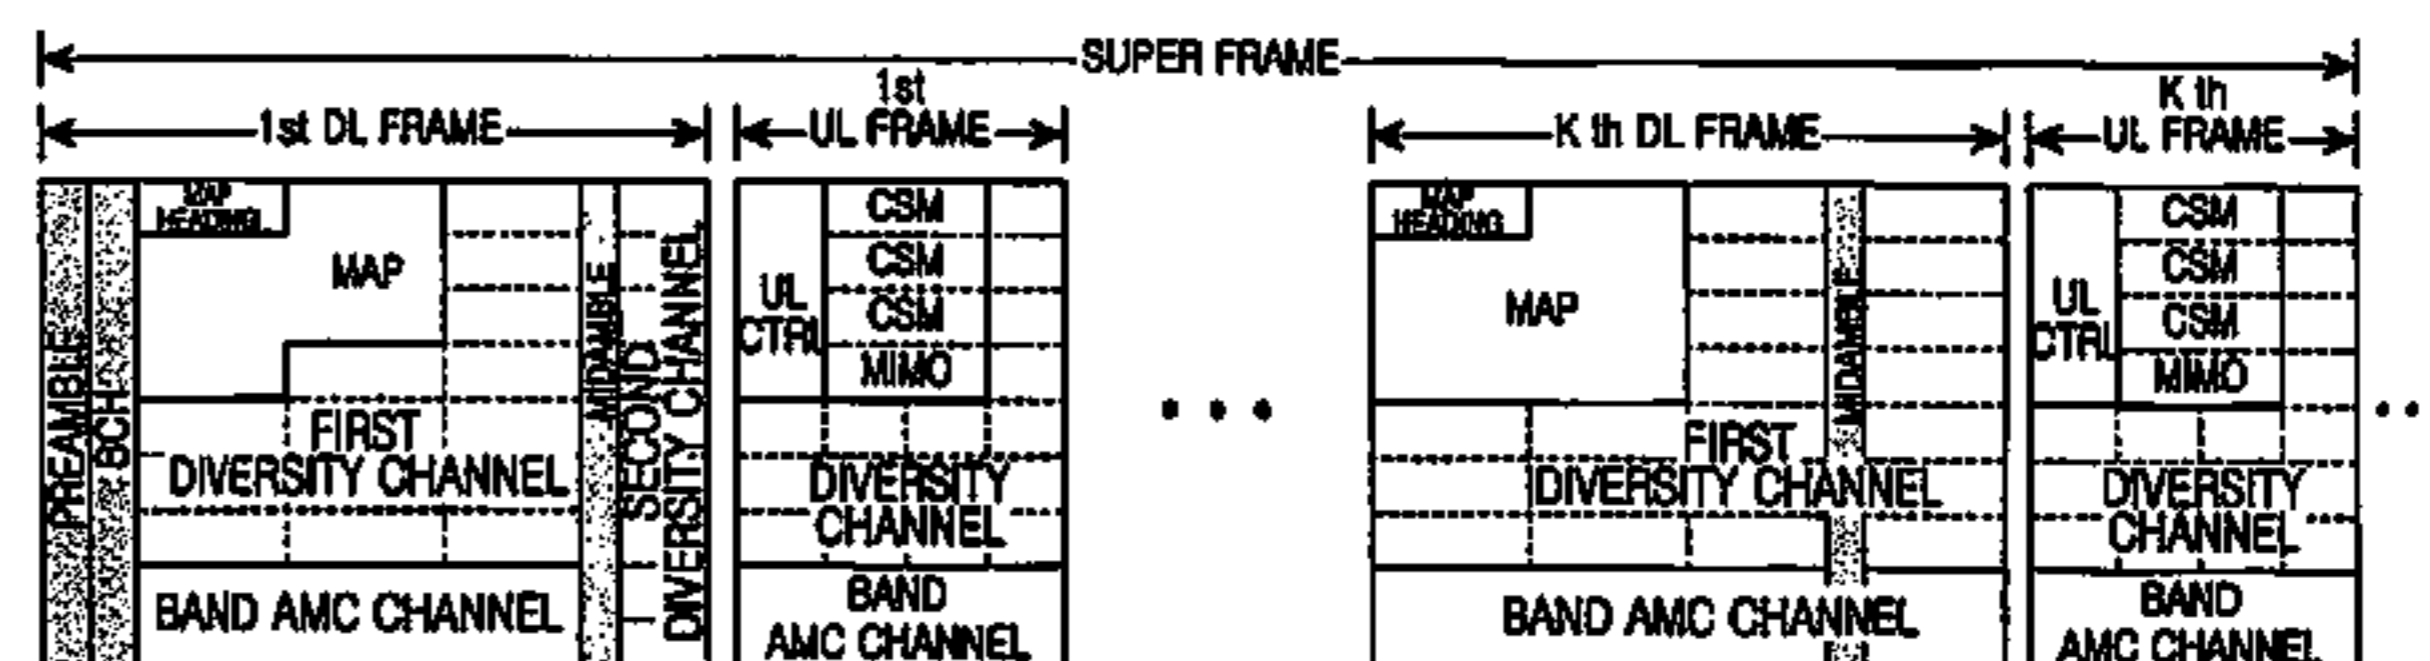 SUPER FRAME
1st DL FRAME
1st
UL FRAME
K th DL FRAME
K th
UL FRAME
PREAMBLE
BCH
MAP
HEADING
MAP
FIRST
DIVERSITY CHANNEL
BAND AMC CHANNEL
MIDAMBLE
SECOND
DIVERSITY CHANNEL
UL
CTRL
CSM
CSM
CSM
MIMO
DIVERSITY
CHANNEL
BAND
AMC CHANNEL
• • •
MAP
HEADING
MAP
FIRST
DIVERSITY CHANNEL
BAND AMC CHANNEL
MIDAMBLE
UL
CTRL
CSM
CSM
CSM
MIMO
DIVERSITY
CHANNEL
BAND
AMC CHANNEL
• •